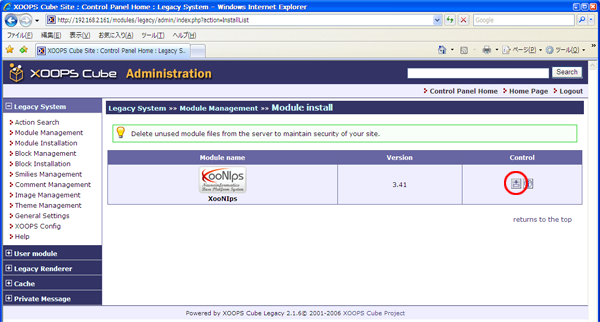 XOOPS Cube Site : Control Panel Home : Legacy System - Windows Internet Explorer
http://192.168.2.161/modules/legacy/admin/index.php?action=InstallList
Google
ファイル(F) 編集(E) 表示(V) お気に入り(A) ツール(T) ヘルプ(H)
XOOPS Cube Site : Control Panel Home : Legacy S...
ページ(P) ツール(O)
XOOPS Cube Administration
Search
Control Panel Home Home Page Logout
Legacy System
Action Search
Module Management
Module Installation
Block Management
Block Installation
Smilies Management
Comment Management
Image Management
Theme Management
General Settings
XOOPS Config
Help
User module
Legacy Renderer
Cache
Private Message
Legacy System »» Module Management »» Module install
Delete unused module files from the server to maintain security of your site.
Module name Version Control
XooNIps
Neuroinformatics
Base Platform System
XooNIps
3.41
returns to the top
Powered by XOOPS Cube Legacy 2.1.6© 2001-2006 XOOPS Cube Project